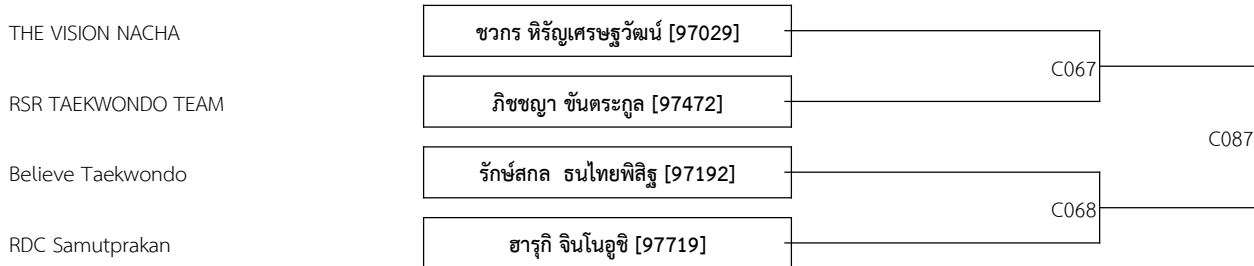 THE VISION NACHA ชวกร หิรัญเศรษฐวัฒน์ [97029]
C067
RSR TAEKWONDO TEAM ภิชชญา ขันตระกูล [97472]
C087
Believe Taekwondo รักษ์สกล ธนไทยพิสิฐ [97192]
C068
RDC Samutprakan ฮารุกิ จินโนอูชิ [97719]